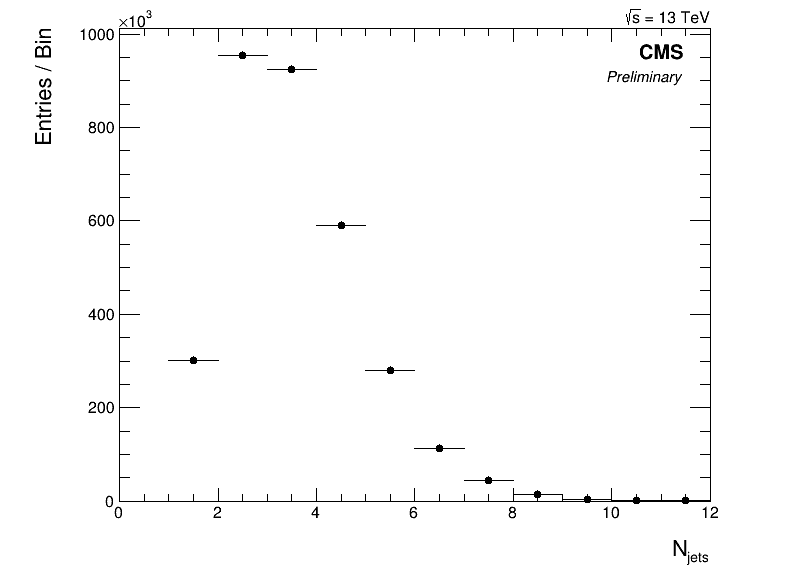 ×10³
√s = 13 TeV
1000
CMS
Preliminary
Entries / Bin
800
600
400
200
0
0 2 4 6 8 10 12
N_jets